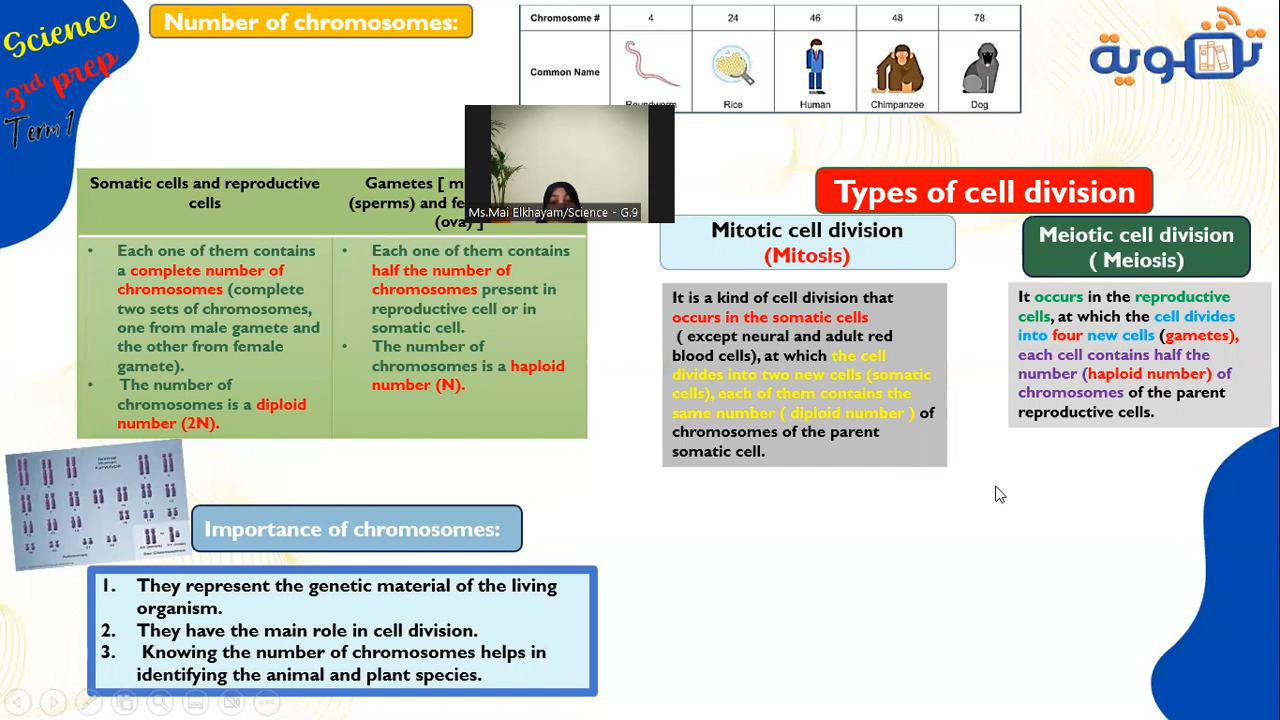 Science
3rd prep
Term 1
Number of chromosomes:
Chromosome # 4 24 46 48 78
Common Name
Roundworm Rice Human Chimpanzee Dog
تقوية
Ms.Mai Elkhayam/Science - G.9
Somatic cells and reproductive
cells
Gametes [ m
(sperms) and fe
(ova) ]
• Each one of them contains
a complete number of
chromosomes (complete
two sets of chromosomes,
one from male gamete and
the other from female
gamete).
• The number of
chromosomes is a diploid
number (2N).
• Each one of them contains
half the number of
chromosomes present in
reproductive cell or in
somatic cell.
• The number of
chromosomes is a haploid
number (N).
Types of cell division
Mitotic cell division
(Mitosis)
It is a kind of cell division that
occurs in the somatic cells
( except neural and adult red
blood cells), at which the cell
divides into two new cells (somatic
cells), each of them contains the
same number ( diploid number ) of
chromosomes of the parent
somatic cell.
Meiotic cell division
( Meiosis)
It occurs in the reproductive
cells, at which the cell divides
into four new cells (gametes),
each cell contains half the
number (haploid number) of
chromosomes of the parent
reproductive cells.
Importance of chromosomes:
1. They represent the genetic material of the living
organism.
2. They have the main role in cell division.
3. Knowing the number of chromosomes helps in
identifying the animal and plant species.